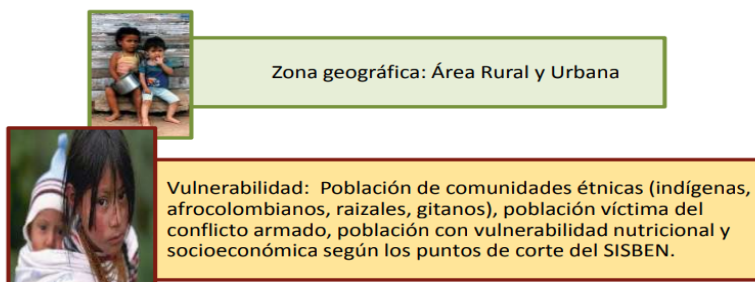 Zona geográfica: Área Rural y Urbana
Vulnerabilidad: Población de comunidades étnicas (indígenas,
afrocolombianos, raizales, gitanos), población víctima del
conflicto armado, población con vulnerabilidad nutricional y
socioeconómica según los puntos de corte del SISBEN.